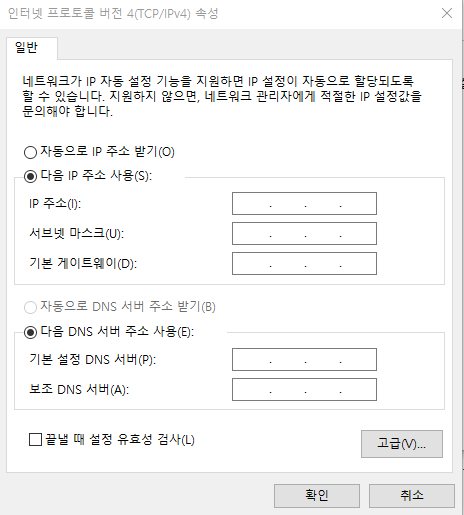 인터넷 프로토콜 버전 4(TCP/IPv4) 속성
일반
네트워크가 IP 자동 설정 기능을 지원하면 IP 설정이 자동으로 할당되도록
할 수 있습니다. 지원하지 않으면, 네트워크 관리자에게 적절한 IP 설정값을
문의해야 합니다.
자동으로 IP 주소 받기(O)
다음 IP 주소 사용(S):
IP 주소(I):
서브넷 마스크(U):
기본 게이트웨이(D):
자동으로 DNS 서버 주소 받기(B)
다음 DNS 서버 주소 사용(E):
기본 설정 DNS 서버(P):
보조 DNS 서버(A):
끝낼 때 설정 유효성 검사(L)
고급(V)...
확인
취소